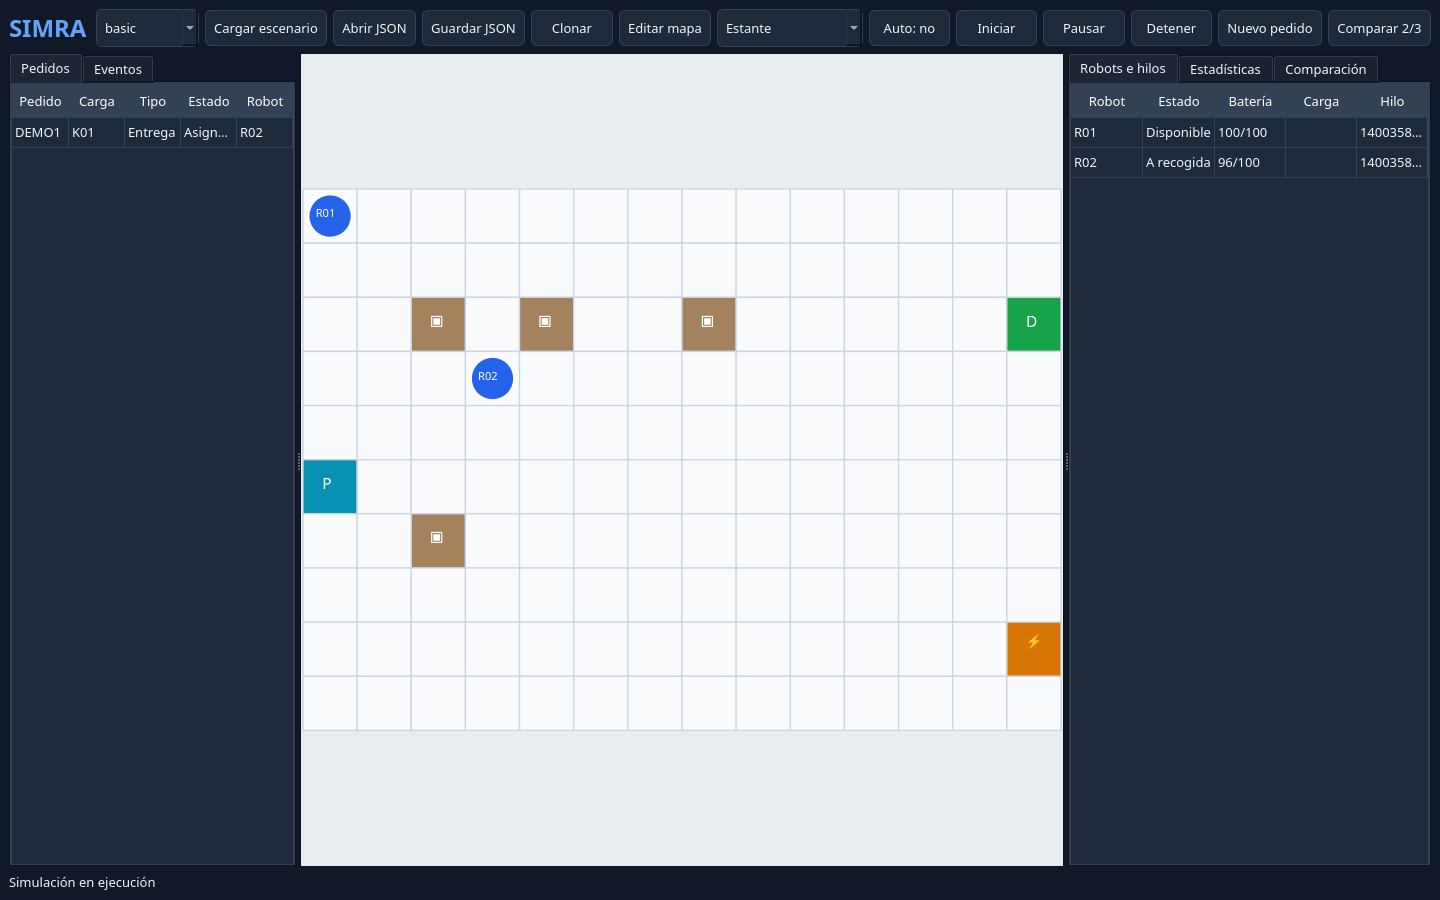 SIMRA basic Cargar escenario Abrir JSON Guardar JSON Clonar Editar mapa Estante Auto: no Iniciar Pausar Detener Nuevo pedido Comparar 2/3
Pedidos Eventos
Pedido Carga Tipo Estado Robot
DEMO1 K01 Entrega Asign... R02
R01
D
R02
P
Robots e hilos Estadísticas Comparación
Robot Estado Batería Carga Hilo
R01 Disponible 100/100 1400358...
R02 A recogida 96/100 1400358...
Simulación en ejecución